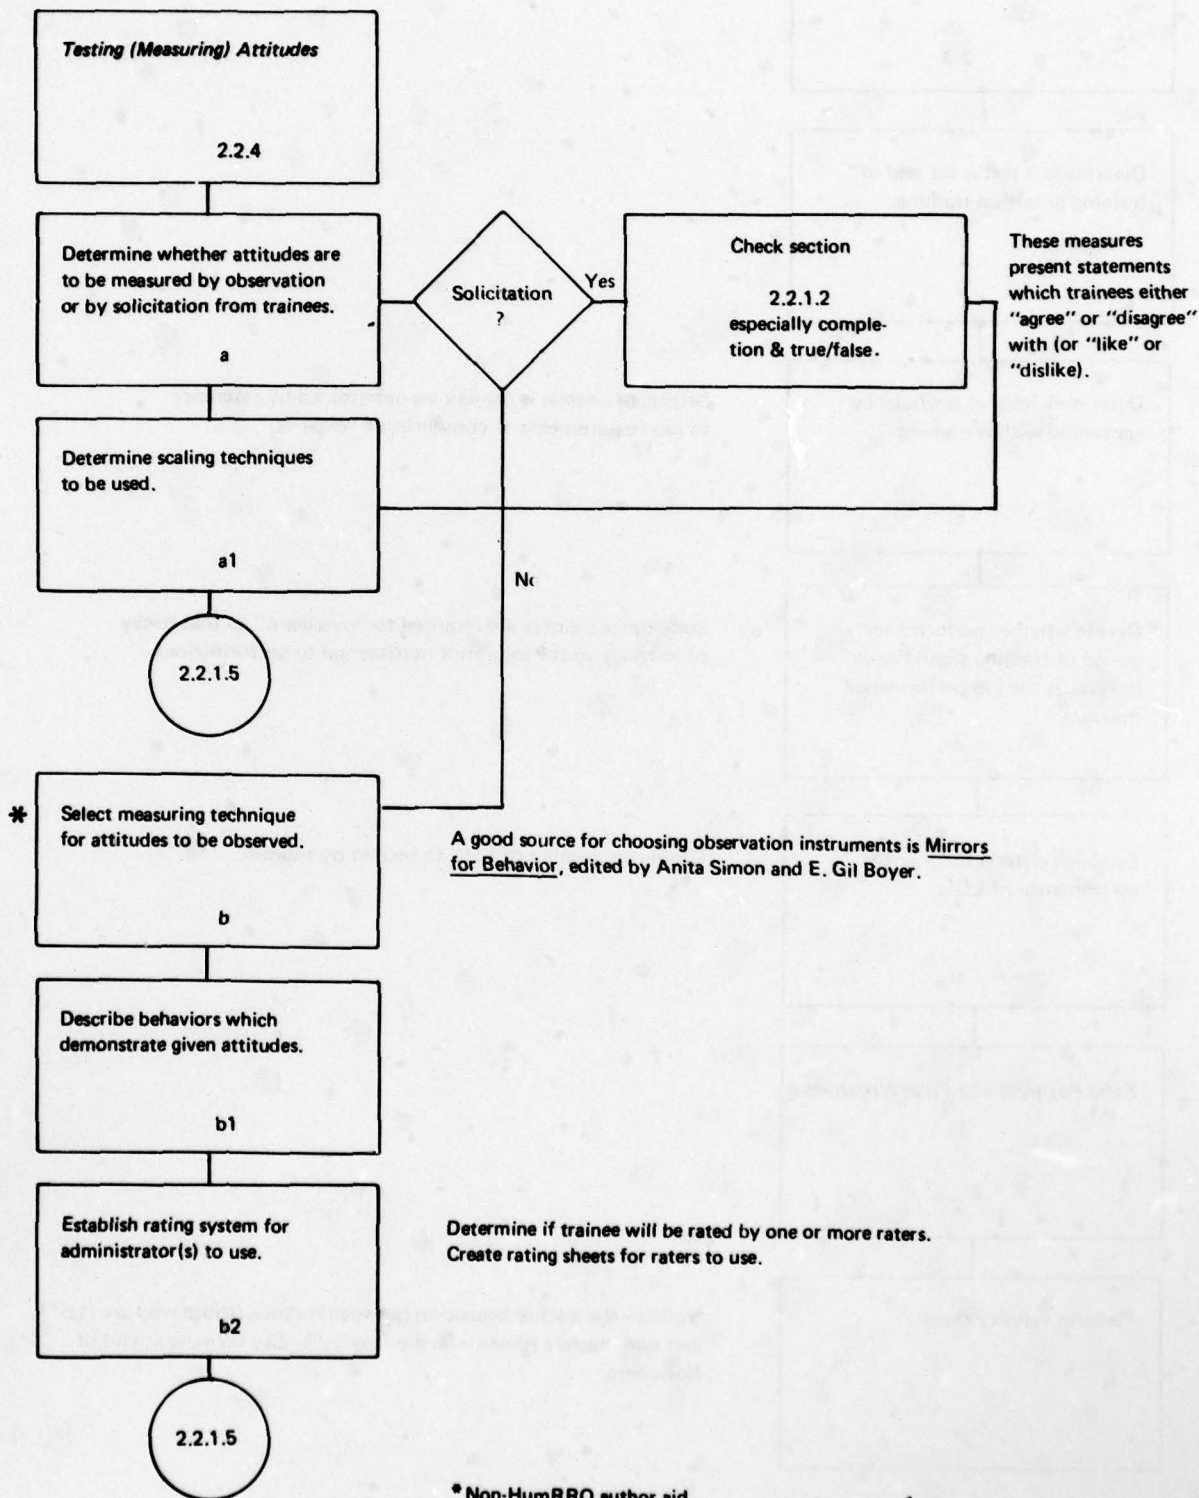 Testing (Measuring) Attitudes
2.2.4
Determine whether attitudes are
to be measured by observation
or by solicitation from trainees.
a
Solicitation
?
Yes
Check section
2.2.1.2
especially comple-
tion & true/false.
These measures
present statements
which trainees either
"agree" or "disagree"
with (or "like" or
"dislike).
Determine scaling techniques
to be used.
a1
No
2.2.1.5
*
Select measuring technique
for attitudes to be observed.
b
A good source for choosing observation instruments is Mirrors
for Behavior, edited by Anita Simon and E. Gil Boyer.
Describe behaviors which
demonstrate given attitudes.
b1
Establish rating system for
administrator(s) to use.
b2
Determine if trainee will be rated by one or more raters.
Create rating sheets for raters to use.
2.2.1.5
* Non-HumRRO author aid